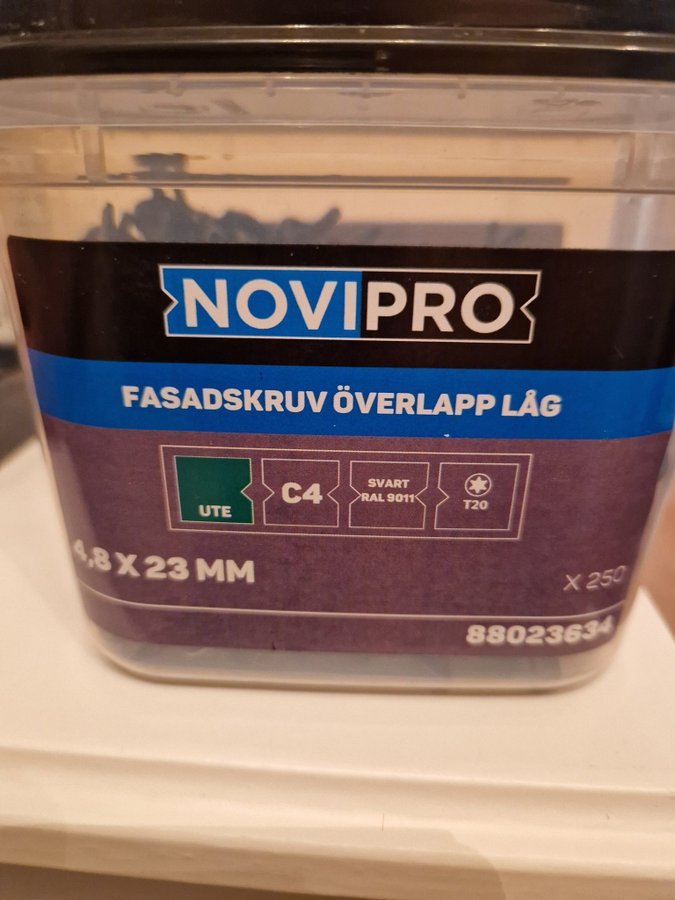 NOVIPRO
FASADSKRUV ÖVERLAPP LÅG
UTE
C4
SVART
RAL 9011
T20
4,8 X 23 MM
X 250
88023634